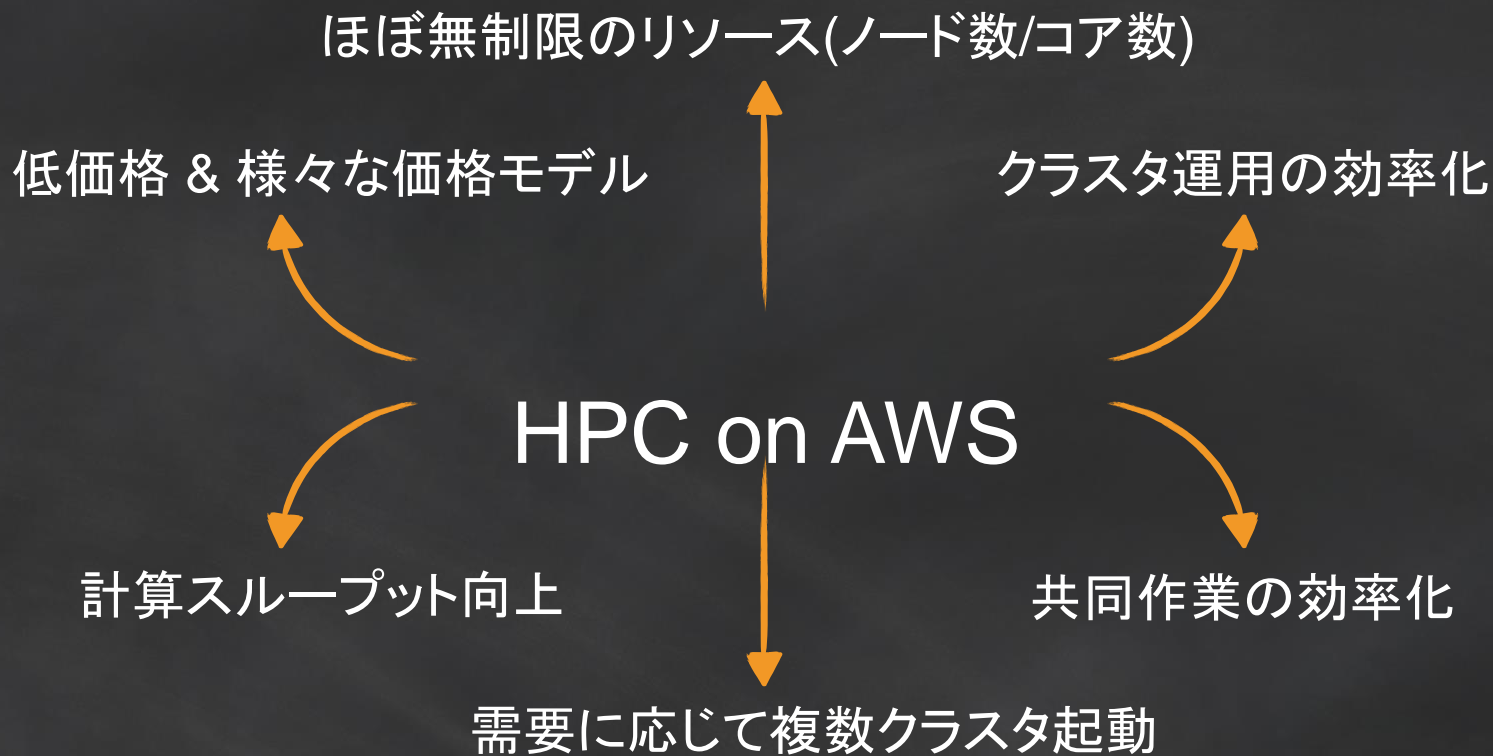 ほぼ無制限のリソース(ノード数/コア数)
低価格 & 様々な価格モデル
クラスタ運用の効率化
HPC on AWS
計算スループット向上
共同作業の効率化
需要に応じて複数クラスタ起動